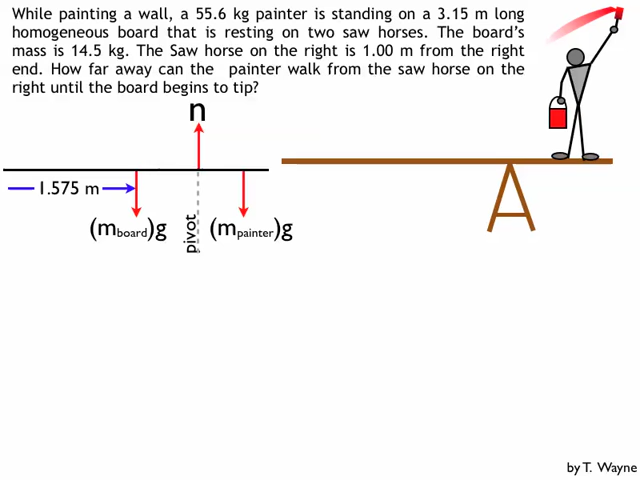 While painting a wall, a 55.6 kg painter is standing on a 3.15 m long
homogeneous board that is resting on two saw horses. The board's
mass is 14.5 kg. The Saw horse on the right is 1.00 m from the right
end. How far away can the painter walk from the saw horse on the
right until the board begins to tip?
n
1.575 m
(mboard)g
pivot
(mpainter)g
by T. Wayne